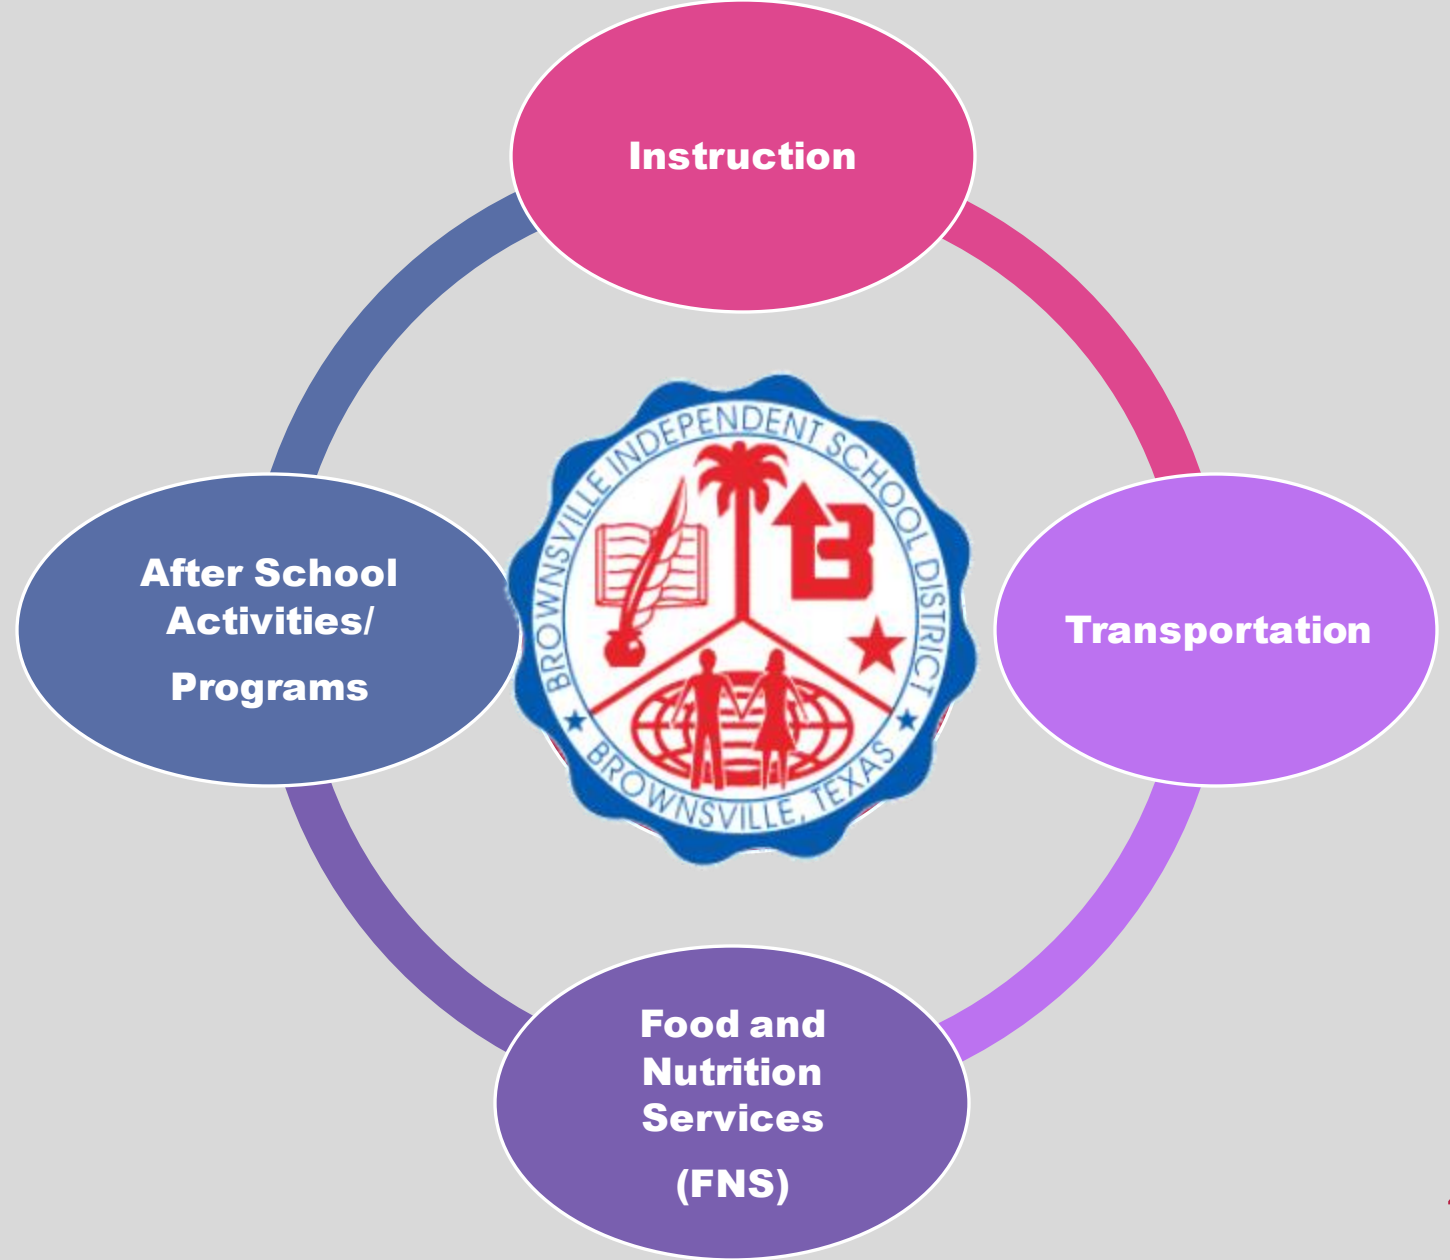 Instruction
BROWNSVILLE INDEPENDENT SCHOOL DISTRICT
B
BROWNSVILLE, TEXAS
After School
Activities/
Programs
Transportation
Food and
Nutrition
Services
(FNS)